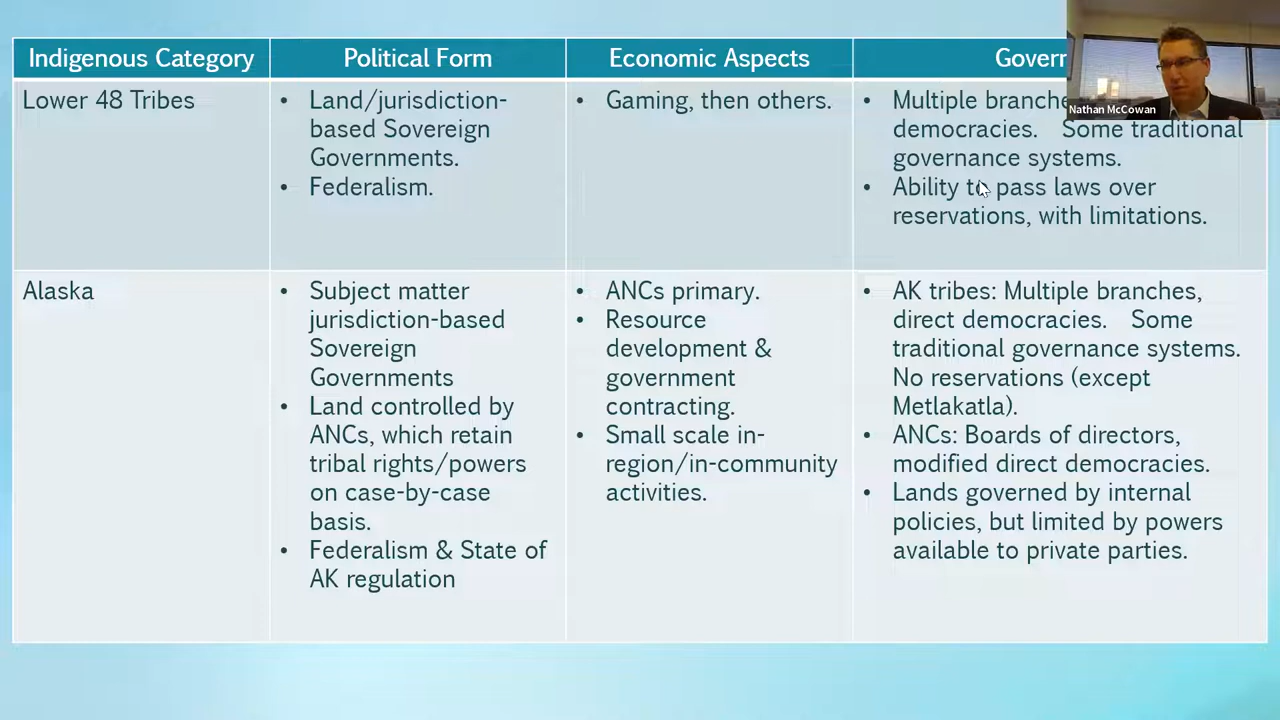 Indigenous Category
Political Form
Economic Aspects
Govern
Nathan McCowan
Lower 48 Tribes
• Land/jurisdiction-
based Sovereign
Governments.
• Federalism.
• Gaming, then others.
• Multiple branche
democracies. Some traditional
governance systems.
• Ability to pass laws over
reservations, with limitations.
Alaska
• Subject matter
jurisdiction-based
Sovereign
Governments
• Land controlled by
ANCs, which retain
tribal rights/powers
on case-by-case
basis.
• Federalism & State of
AK regulation
• ANCs primary.
• Resource
development &
government
contracting.
• Small scale in-
region/in-community
activities.
• AK tribes: Multiple branches,
direct democracies. Some
traditional governance systems.
No reservations (except
Metlakatla).
• ANCs: Boards of directors,
modified direct democracies.
• Lands governed by internal
policies, but limited by powers
available to private parties.